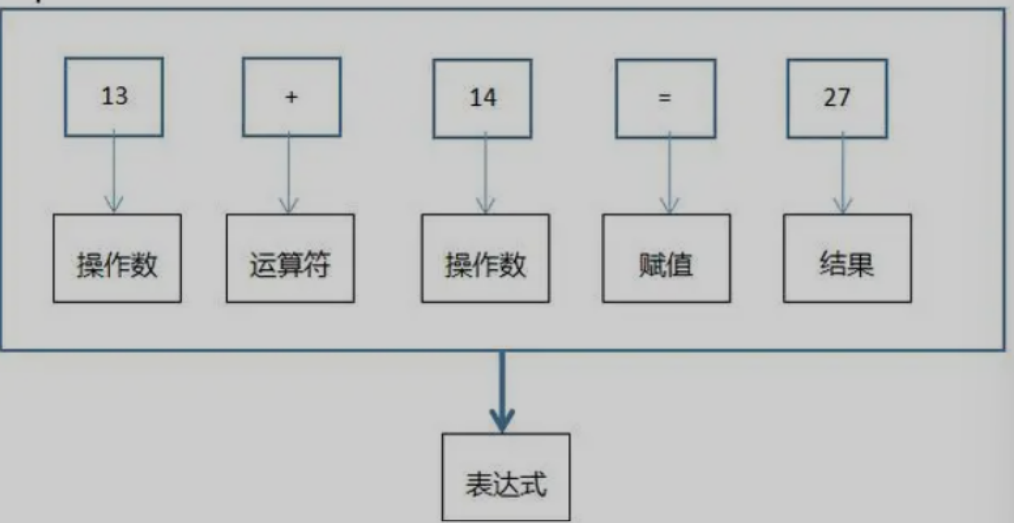 13 + 14 = 27
操作数 运算符 操作数 赋值 结果
表达式